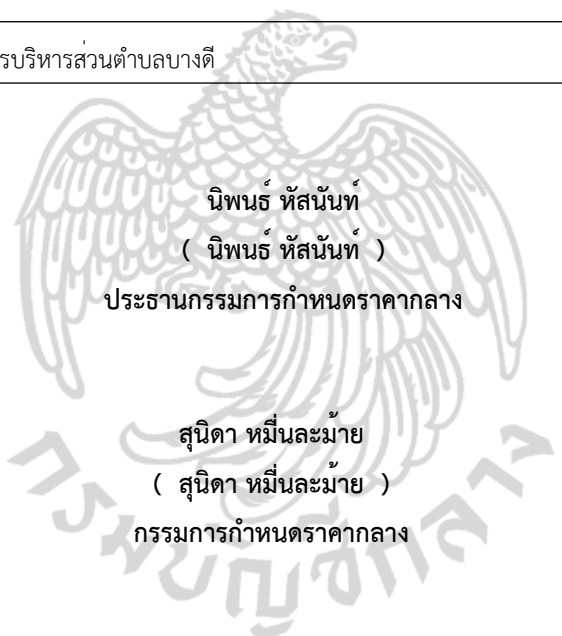 รบริหารส่วนตำบลบางดี
นิพนธ์ หัสนันท์
( นิพนธ์ หัสนันท์ )
ประธานกรรมการกำหนดราคากลาง
สุนิดา หมื่นละม้าย
( สุนิดา หมื่นละม้าย )
กรรมการกำหนดราคากลาง
กรมบัญชีกลาง